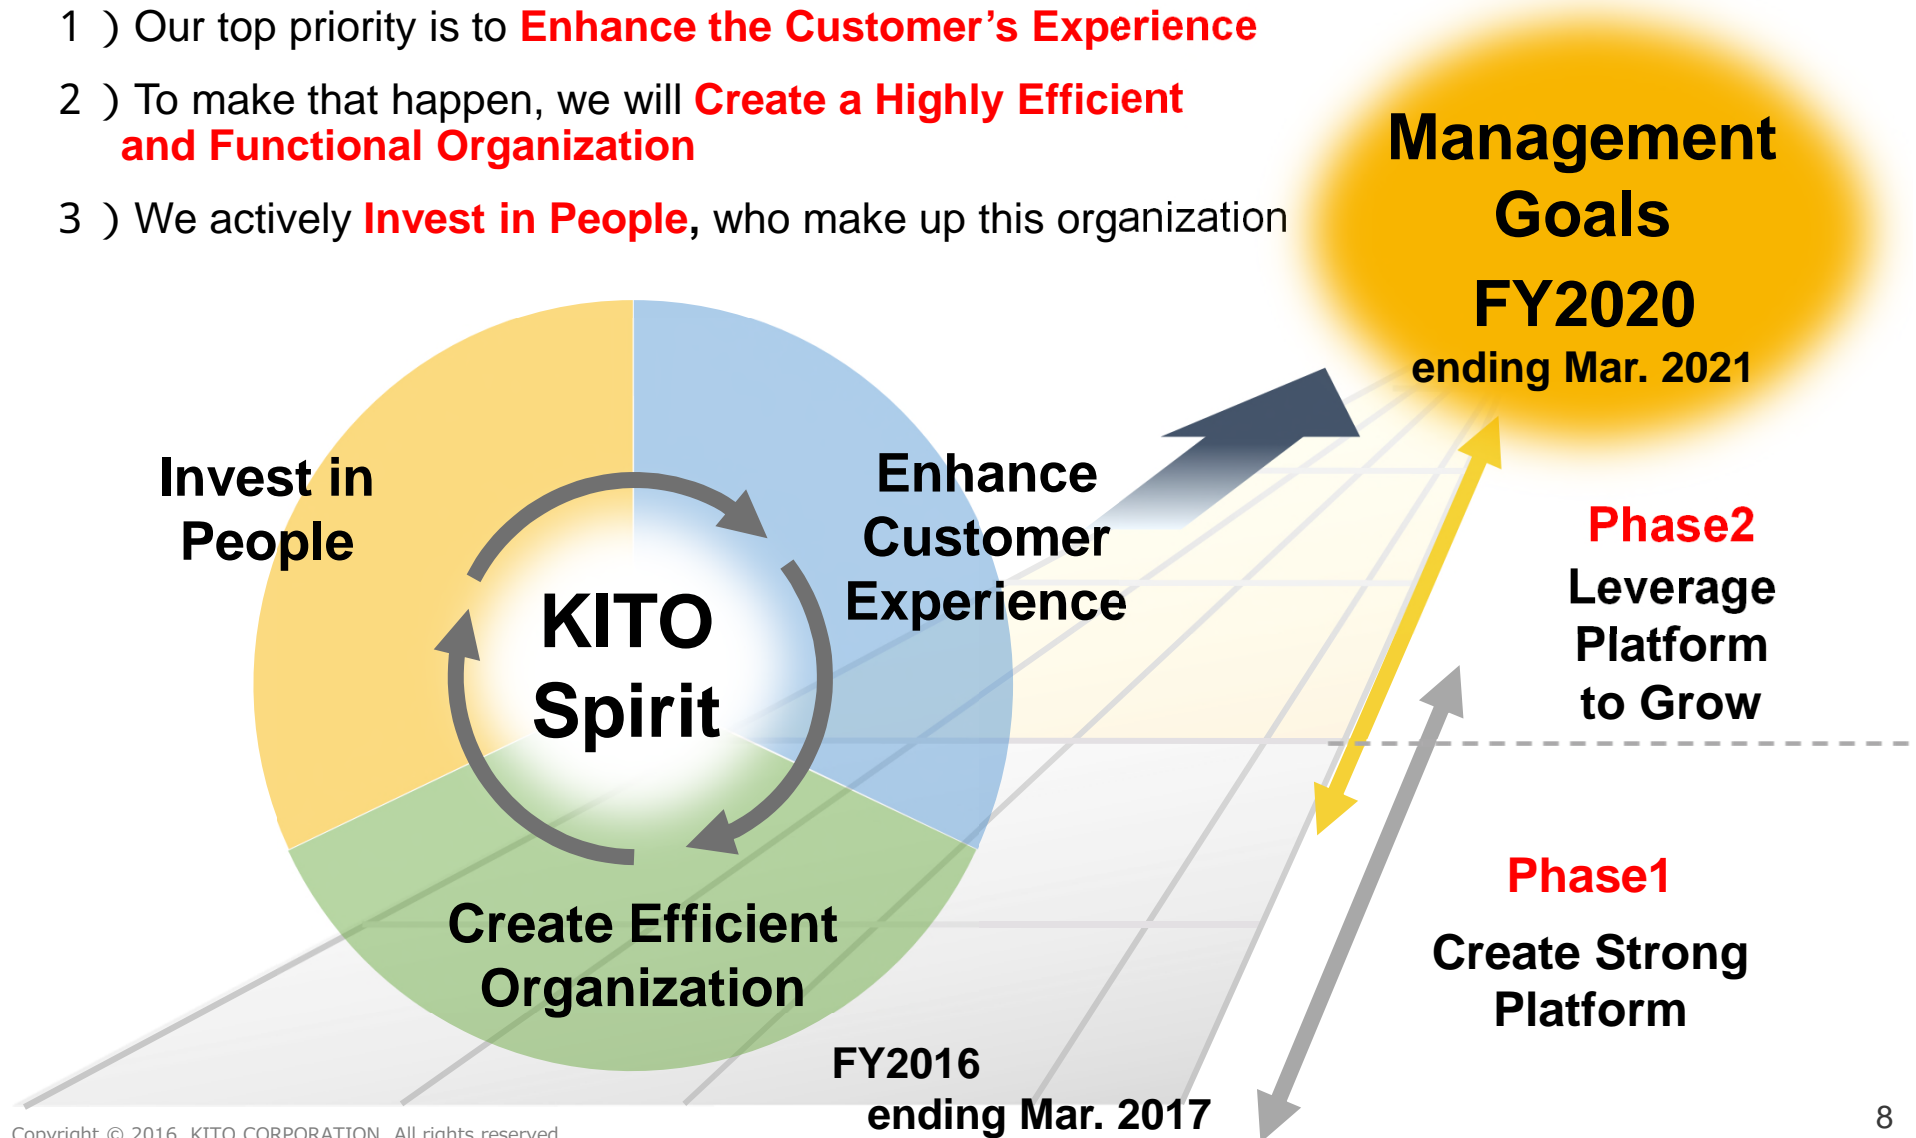 1 ）Our top priority is to Enhance the Customer’s Experience
2 ）To make that happen, we will Create a Highly Efficient
and Functional Organization
3 ）We actively Invest in People, who make up this organization
Management
Goals
FY2020
ending Mar. 2021
Invest in
People
Enhance
Customer
Experience
KITO
Spirit
Create Efficient
Organization
Phase2
Leverage
Platform
to Grow
Phase1
Create Strong
Platform
FY2016
ending Mar. 2017
Copyright © 2016 KITO CORPORATION All rights reserved
8